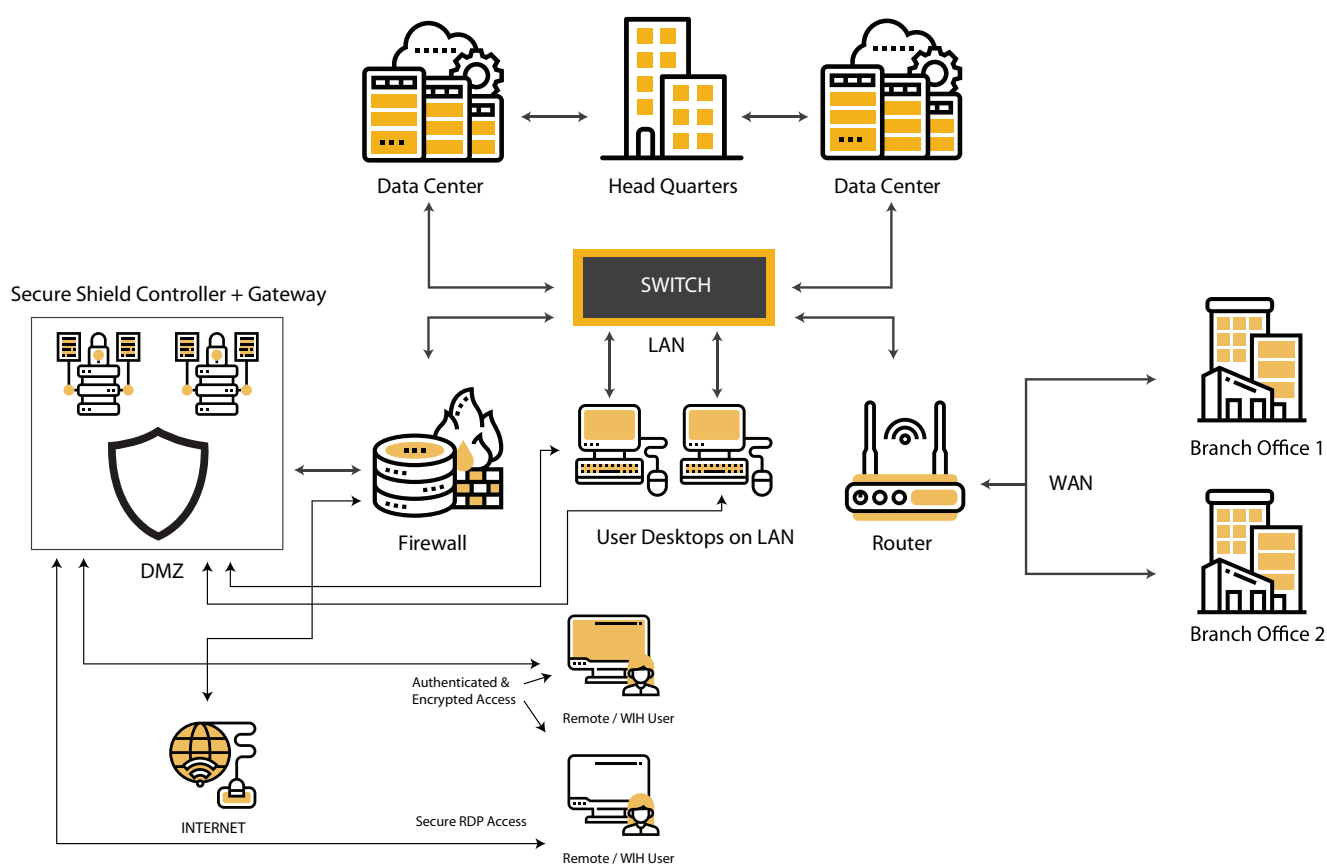 Data Center
Head Quarters
Data Center
SWITCH
LAN
Secure Shield Controller + Gateway
DMZ
Firewall
User Desktops on LAN
Router
WAN
Branch Office 1
Branch Office 2
Authenticated &
Encrypted Access
Remote / WIH User
INTERNET
Secure RDP Access
Remote / WIH User